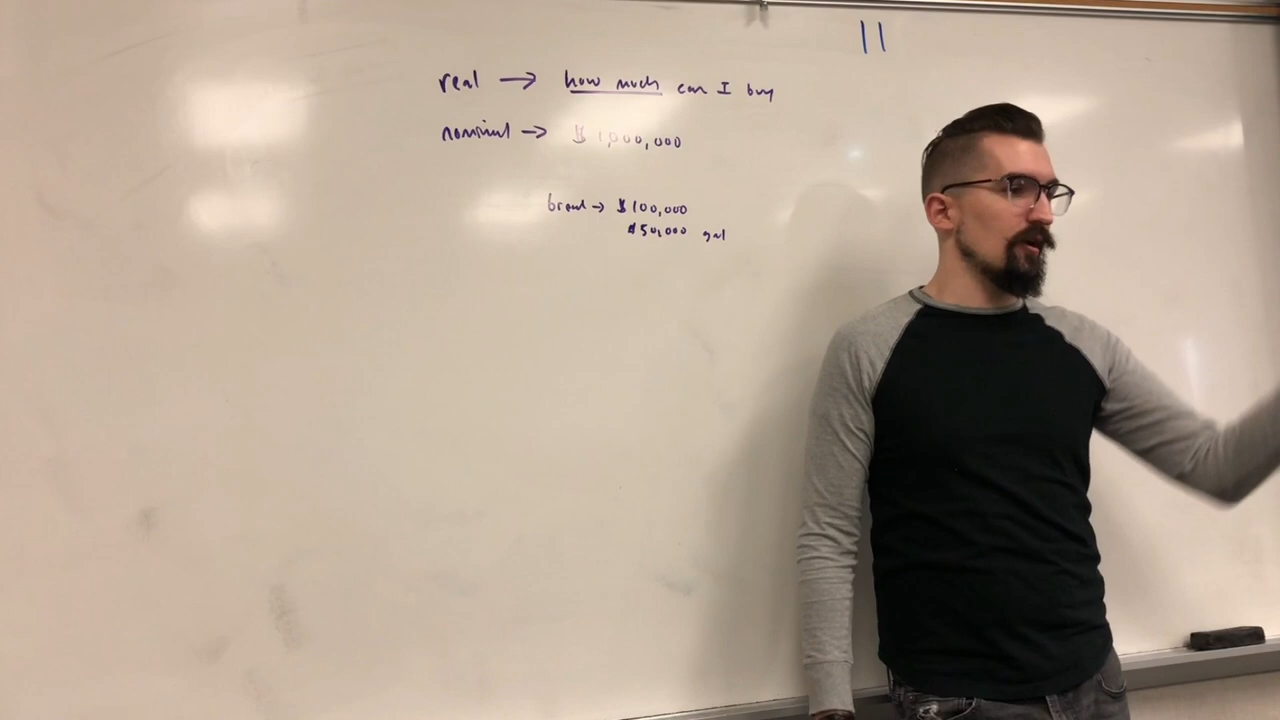 11
real → how much can I buy
nominal → $1,000,000
bread → $100,000
$50,000 gal